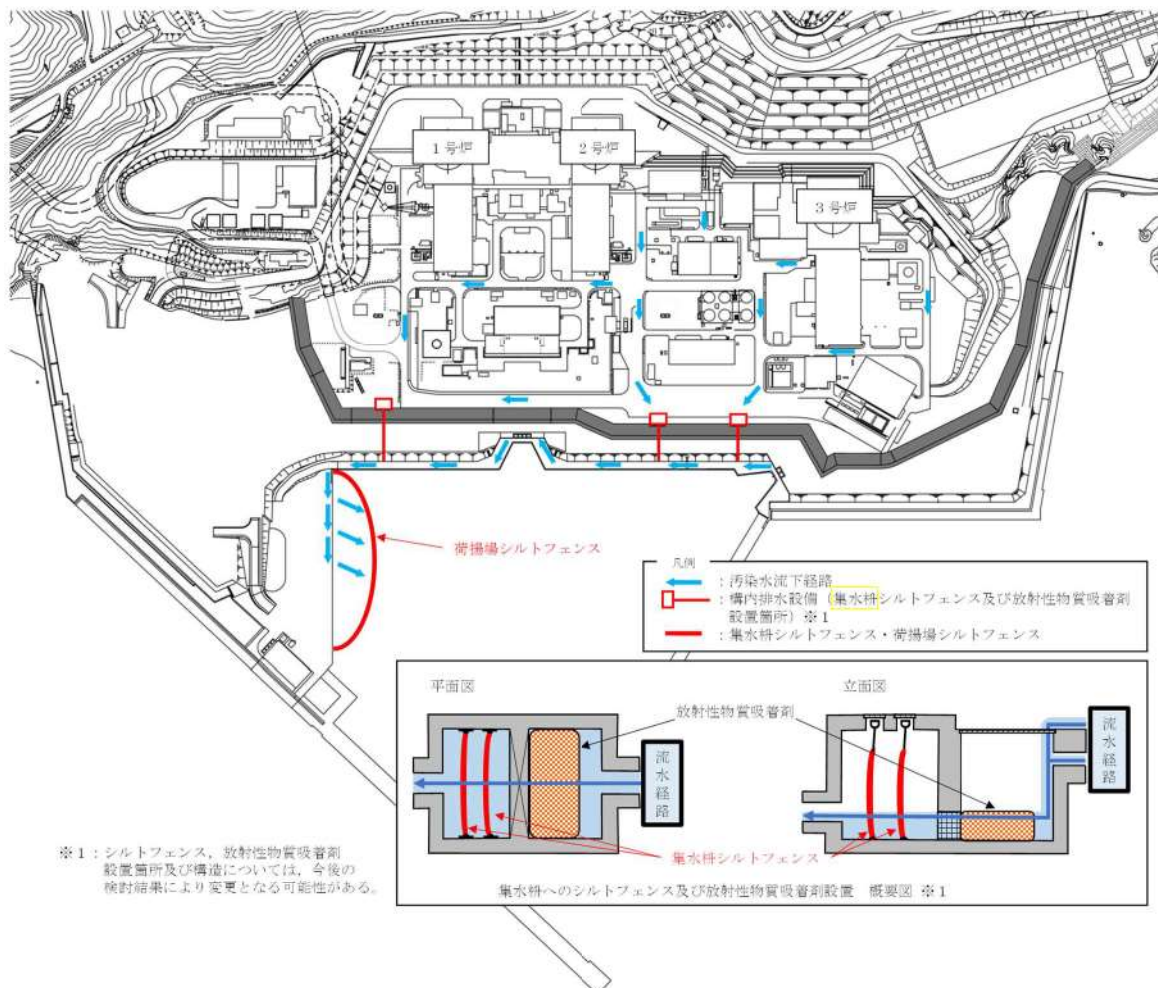 1号炉
2号炉
3号炉
荷揚場シルトフェンス
凡例
：汚染水流下経路
：構内排水設備（集水枡シルトフェンス及び放射性物質吸着剤
設置箇所）※1
：集水枡シルトフェンス・荷揚場シルトフェンス
平面図
立面図
放射性物質吸着剤
流水経路
流水経路
集水枡シルトフェンス
集水枡へのシルトフェンス及び放射性物質吸着剤設置　概要図 ※1
※1：シルトフェンス，放射性物質吸着剤
設置箇所及び構造については，今後の
検討結果により変更となる可能性がある。